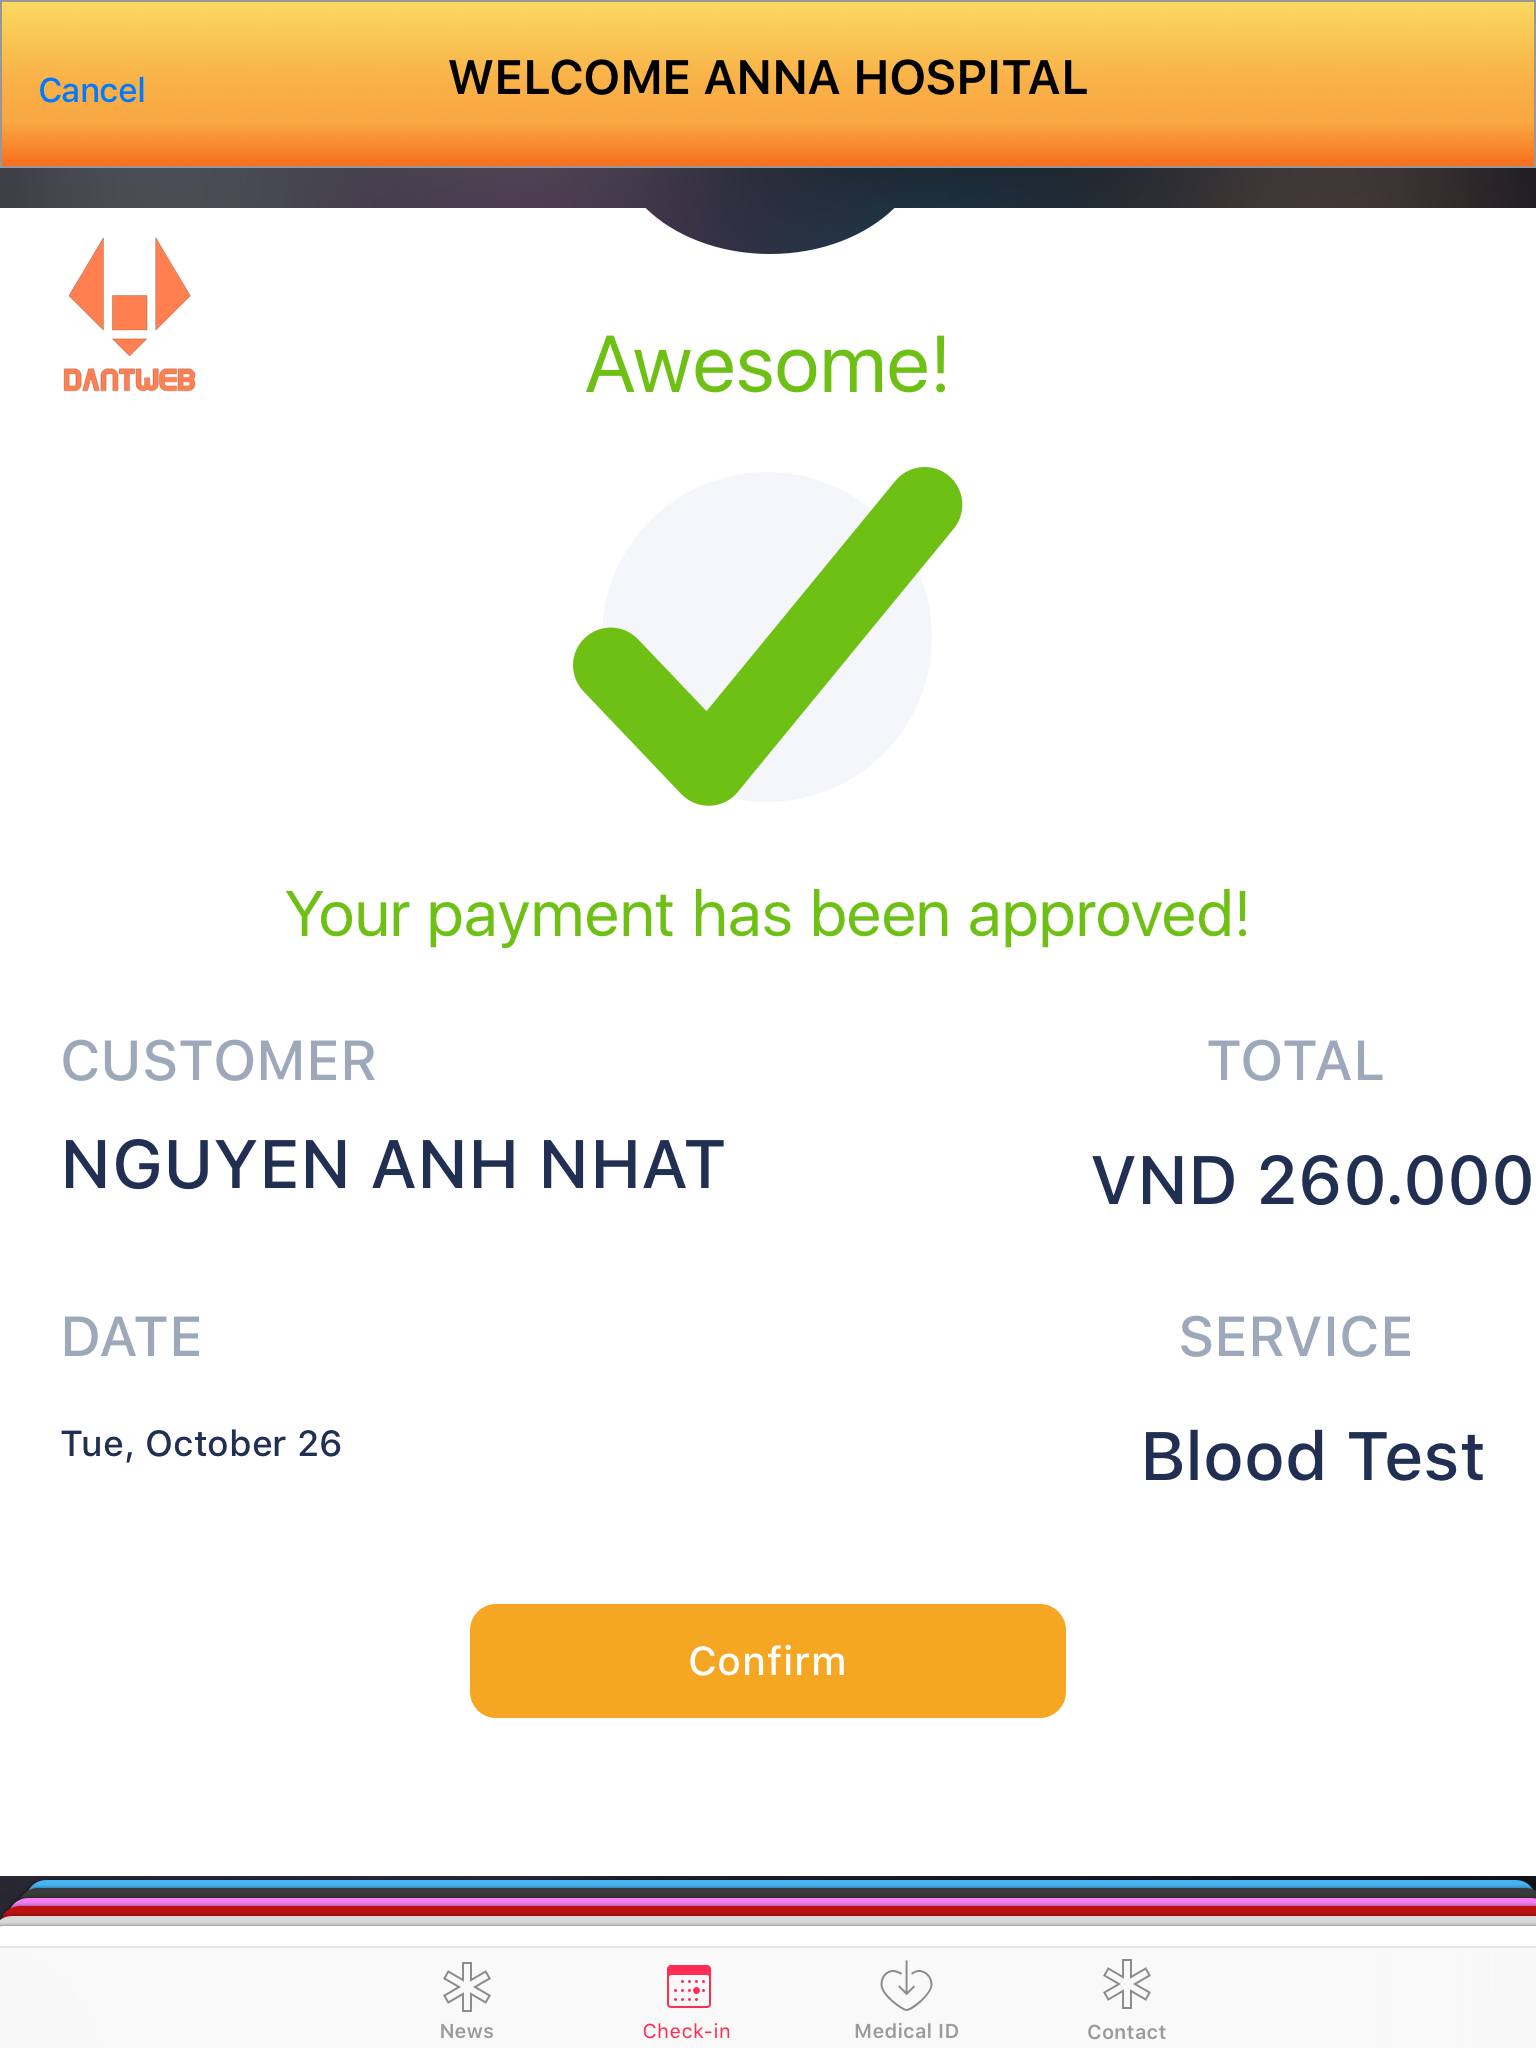 Cancel
WELCOME ANNA HOSPITAL
DANTWEB
Awesome!
Your payment has been approved!
CUSTOMER
TOTAL
NGUYEN ANH NHAT
VND 260.000
DATE
SERVICE
Tue, October 26
Blood Test
Confirm
News
Check-in
Medical ID
Contact